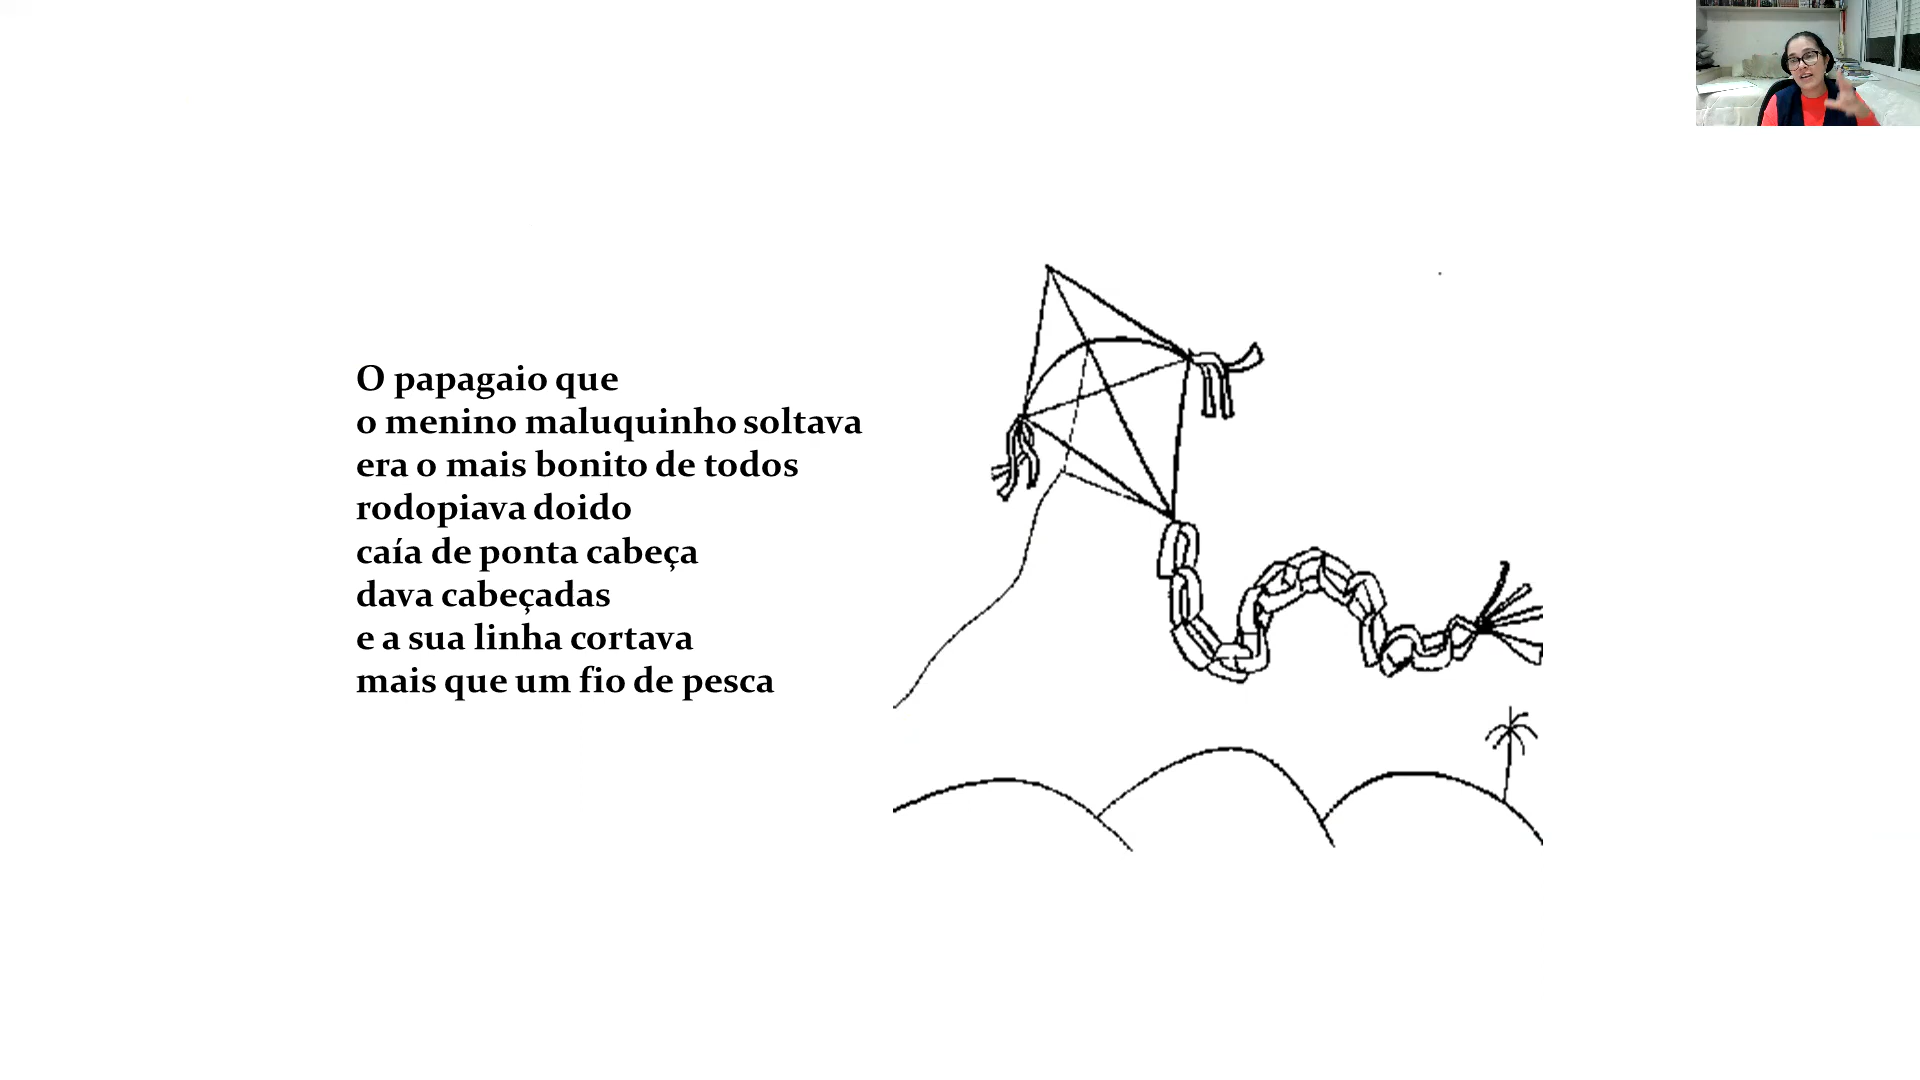 O papagaio que
o menino maluquinho soltava
era o mais bonito de todos
rodopiava doido
caía de ponta cabeça
dava cabeçadas
e a sua linha cortava
mais que um fio de pesca